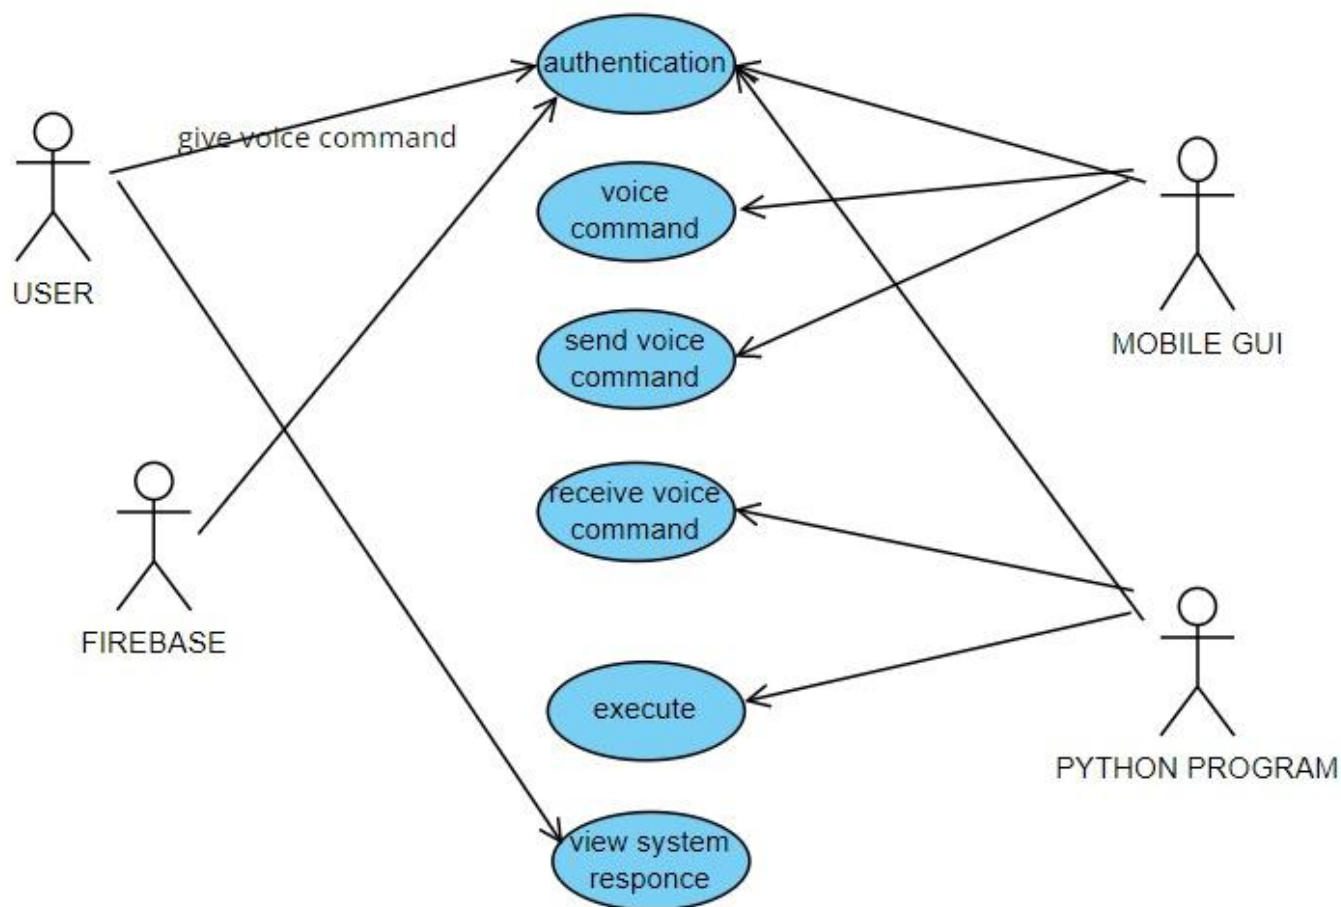 authentication
give voice command
voice
command
USER
send voice
command
MOBILE GUI
receive voice
command
FIREBASE
execute
PYTHON PROGRAM
view system
responce